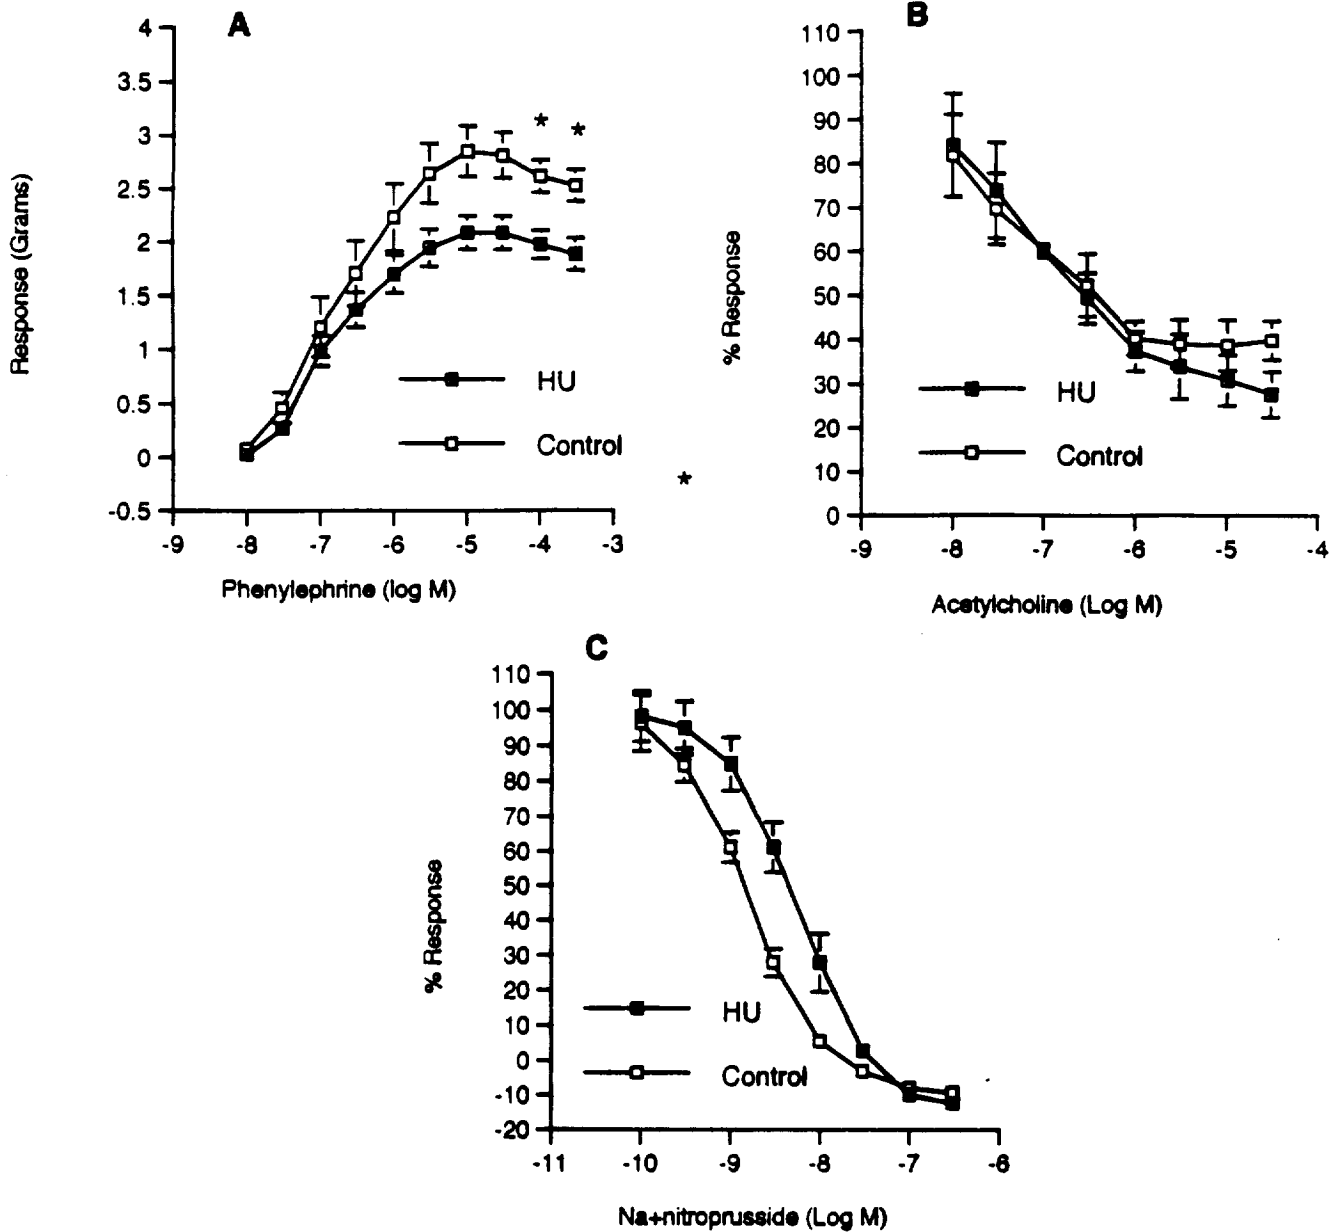 A
4
3.5
3
2.5
2
1.5
1
0.5
0
-0.5
Response (Grams)
* *
HU
Control
*
-9 -8 -7 -6 -5 -4 -3
Phenylephrine (log M)
B
110
100
90
80
70
60
50
40
30
20
10
0
% Response
HU
Control
-9 -8 -7 -6 -5 -4
Acetylcholine (Log M)
C
110
100
90
80
70
60
50
40
30
20
10
0
-10
-20
% Response
HU
Control
-11 -10 -9 -8 -7 -6
Na+nitroprusside (Log M)